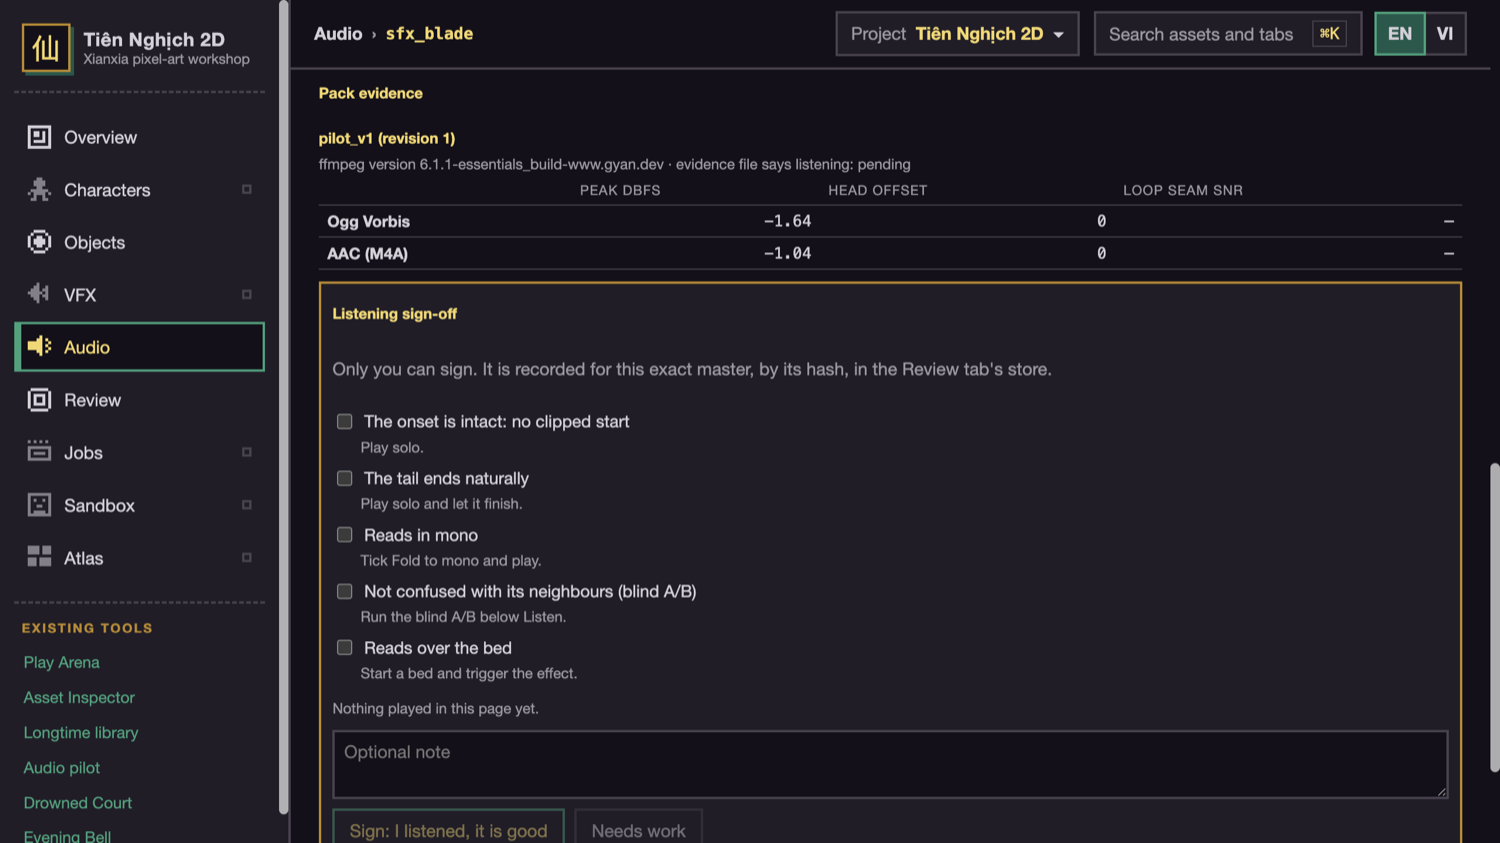 仙
Tiên Nghịch 2D
Xianxia pixel-art workshop
Overview
Characters
Objects
VFX
Audio
Review
Jobs
Sandbox
Atlas
EXISTING TOOLS
Play Arena
Asset Inspector
Longtime library
Audio pilot
Drowned Court
Evening Bell
Audio › sfx_blade
Project Tiên Nghịch 2D
Search assets and tabs ⌘K
EN VI
Pack evidence
pilot_v1 (revision 1)
ffmpeg version 6.1.1-essentials_build-www.gyan.dev · evidence file says listening: pending
PEAK DBFS HEAD OFFSET LOOP SEAM SNR
Ogg Vorbis −1.64 0 –
AAC (M4A) −1.04 0 –
Listening sign-off
Only you can sign. It is recorded for this exact master, by its hash, in the Review tab's store.
The onset is intact: no clipped start
Play solo.
The tail ends naturally
Play solo and let it finish.
Reads in mono
Tick Fold to mono and play.
Not confused with its neighbours (blind A/B)
Run the blind A/B below Listen.
Reads over the bed
Start a bed and trigger the effect.
Nothing played in this page yet.
Optional note
Sign: I listened, it is good
Needs work